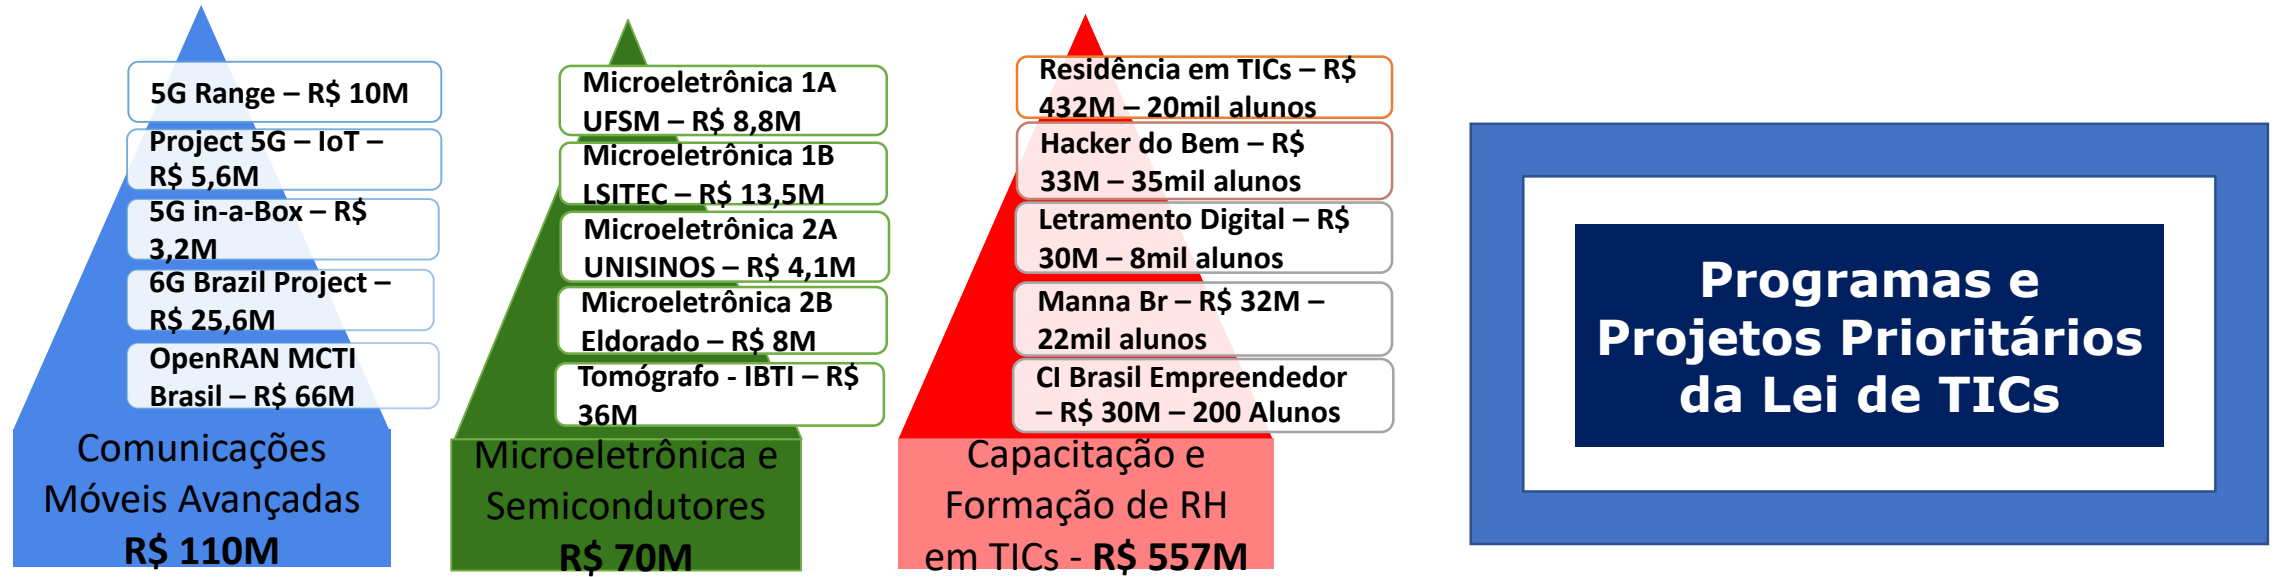 5G Range – R$ 10M
Project 5G – IoT –
R$ 5,6M
5G in-a-Box – R$
3,2M
6G Brazil Project –
R$ 25,6M
OpenRAN MCTI
Brasil – R$ 66M
Comunicações
Móveis Avançadas
R$ 110M
Microeletrônica 1A
UFSM – R$ 8,8M
Microeletrônica 1B
LSITEC – R$ 13,5M
Microeletrônica 2A
UNISINOS – R$ 4,1M
Microeletrônica 2B
Eldorado – R$ 8M
Tomógrafo - IBTI – R$
36M
Microeletrônica e
Semicondutores
R$ 70M
Residência em TICs – R$
432M – 20mil alunos
Hacker do Bem – R$
33M – 35mil alunos
Letramento Digital – R$
30M – 8mil alunos
Manna Br – R$ 32M –
22mil alunos
CI Brasil Empreendedor
– R$ 30M – 200 Alunos
Capacitação e
Formação de RH
em TICs - R$ 557M
Programas e
Projetos Prioritários
da Lei de TICs